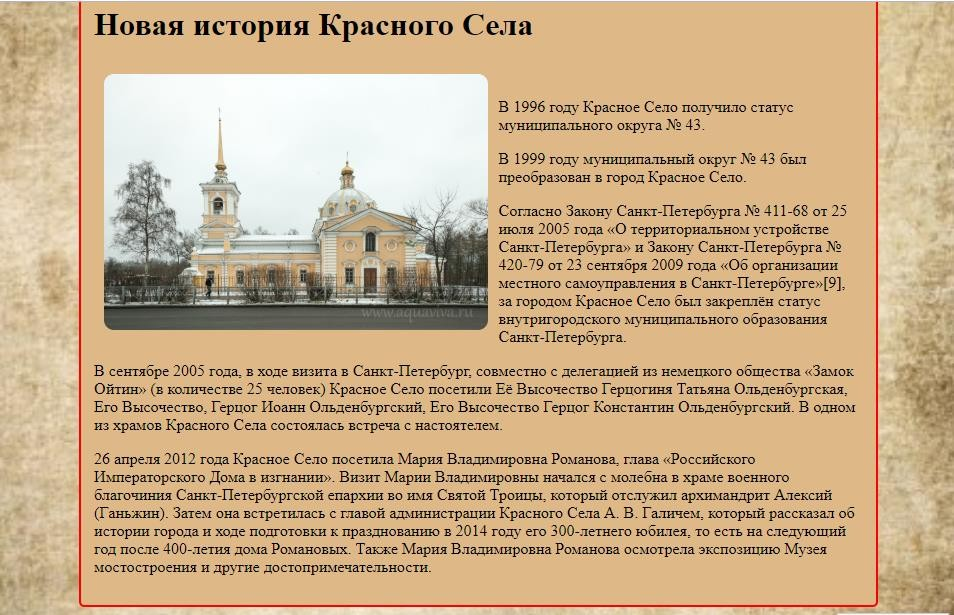 Новая история Красного Села
www.aquaviva.ru
В 1996 году Красное Село получило статус
муниципального округа № 43.
В 1999 году муниципальный округ № 43 был
преобразован в город Красное Село.
Согласно Закону Санкт-Петербурга № 411-68 от 25
июля 2005 года «О территориальном устройстве
Санкт-Петербурга» и Закону Санкт-Петербурга №
420-79 от 23 сентября 2009 года «Об организации
местного самоуправления в Санкт-Петербурге»[9],
за городом Красное Село был закреплён статус
внутригородского муниципального образования
Санкт-Петербурга.
В сентябре 2005 года, в ходе визита в Санкт-Петербург, совместно с делегацией из немецкого общества «Замок
Ойтин» (в количестве 25 человек) Красное Село посетили Её Высочество Герцогиня Татьяна Ольденбургская,
Его Высочество, Герцог Иоанн Ольденбургский, Его Высочество Герцог Константин Ольденбургский. В одном
из храмов Красного Села состоялась встреча с настоятелем.
26 апреля 2012 года Красное Село посетила Мария Владимировна Романова, глава «Российского
Императорского Дома в изгнании». Визит Марии Владимировны начался с молебна в храме военного
благочиния Санкт-Петербургской епархии во имя Святой Троицы, который отслужил архимандрит Алексий
(Ганьжин). Затем она встретилась с главой администрации Красного Села А. В. Галичем, который рассказал об
истории города и ходе подготовки к празднованию в 2014 году его 300-летнего юбилея, то есть на следующий
год после 400-летия дома Романовых. Также Мария Владимировна Романова осмотрела экспозицию Музея
мостостроения и другие достопримечательности.